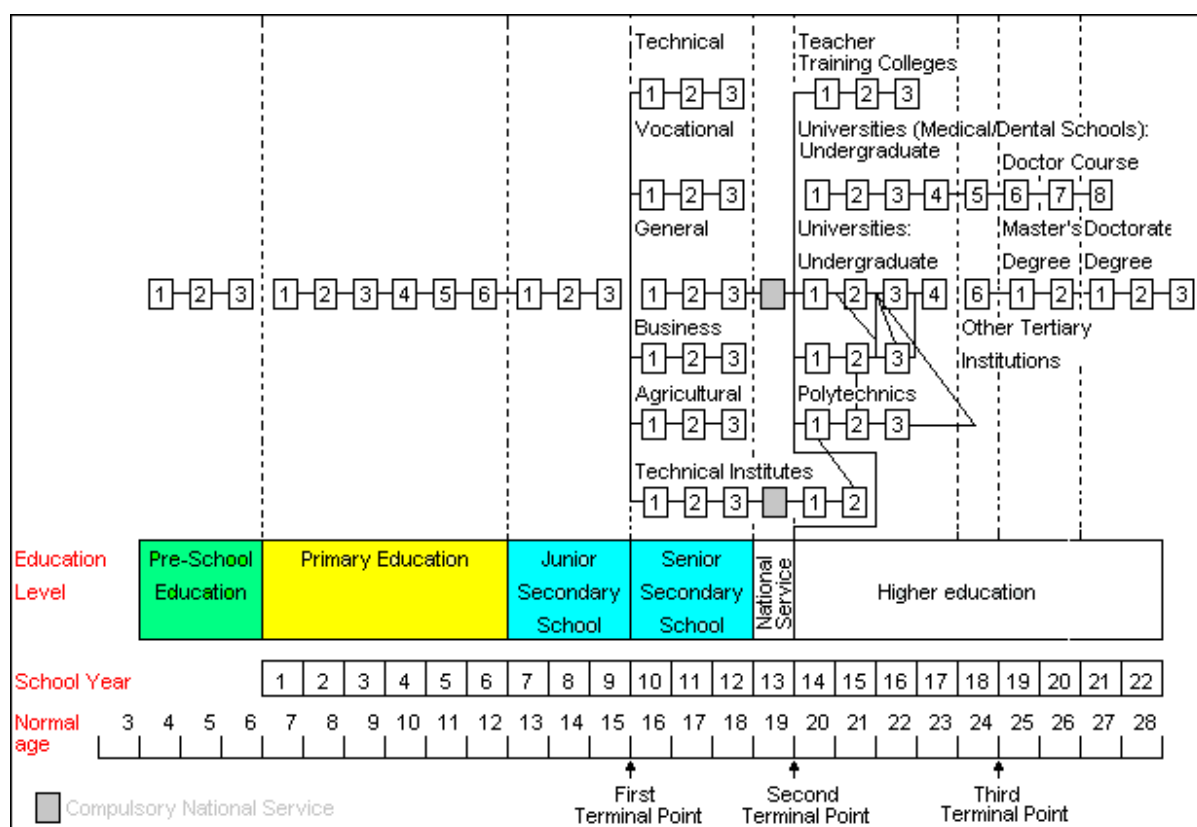 Technical
1 2 3
Teacher
Training Colleges
1 2 3
Vocational
1 2 3
Universities (Medical/Dental Schools):
Undergraduate
Doctor Course
1 2 3 4 5 6 7 8
General
Universities:
Undergraduate
Master's Doctorate
Degree Degree
1 2 3 1 2 3 4 5 6 1 2 3 1 2 3 1 2 3 4 6 1 2 1 2 3
Business
1 2 3
1 2 3
Other Tertiary
Institutions
Agricultural
1 2 3
Polytechnics
1 2 3
Technical Institutes
1 2 3 1 2
Education
Level
Pre-School
Education
Primary Education
Junior
Secondary
School
Senior
Secondary
School
National
Service
Higher education
School Year
1 2 3 4 5 6 7 8 9 10 11 12 13 14 15 16 17 18 19 20 21 22
Normal
age
3 4 5 6 7 8 9 10 11 12 13 14 15 16 17 18 19 20 21 22 23 24 25 26 27 28
First
Terminal Point
Second
Terminal Point
Third
Terminal Point
Compulsory National Service